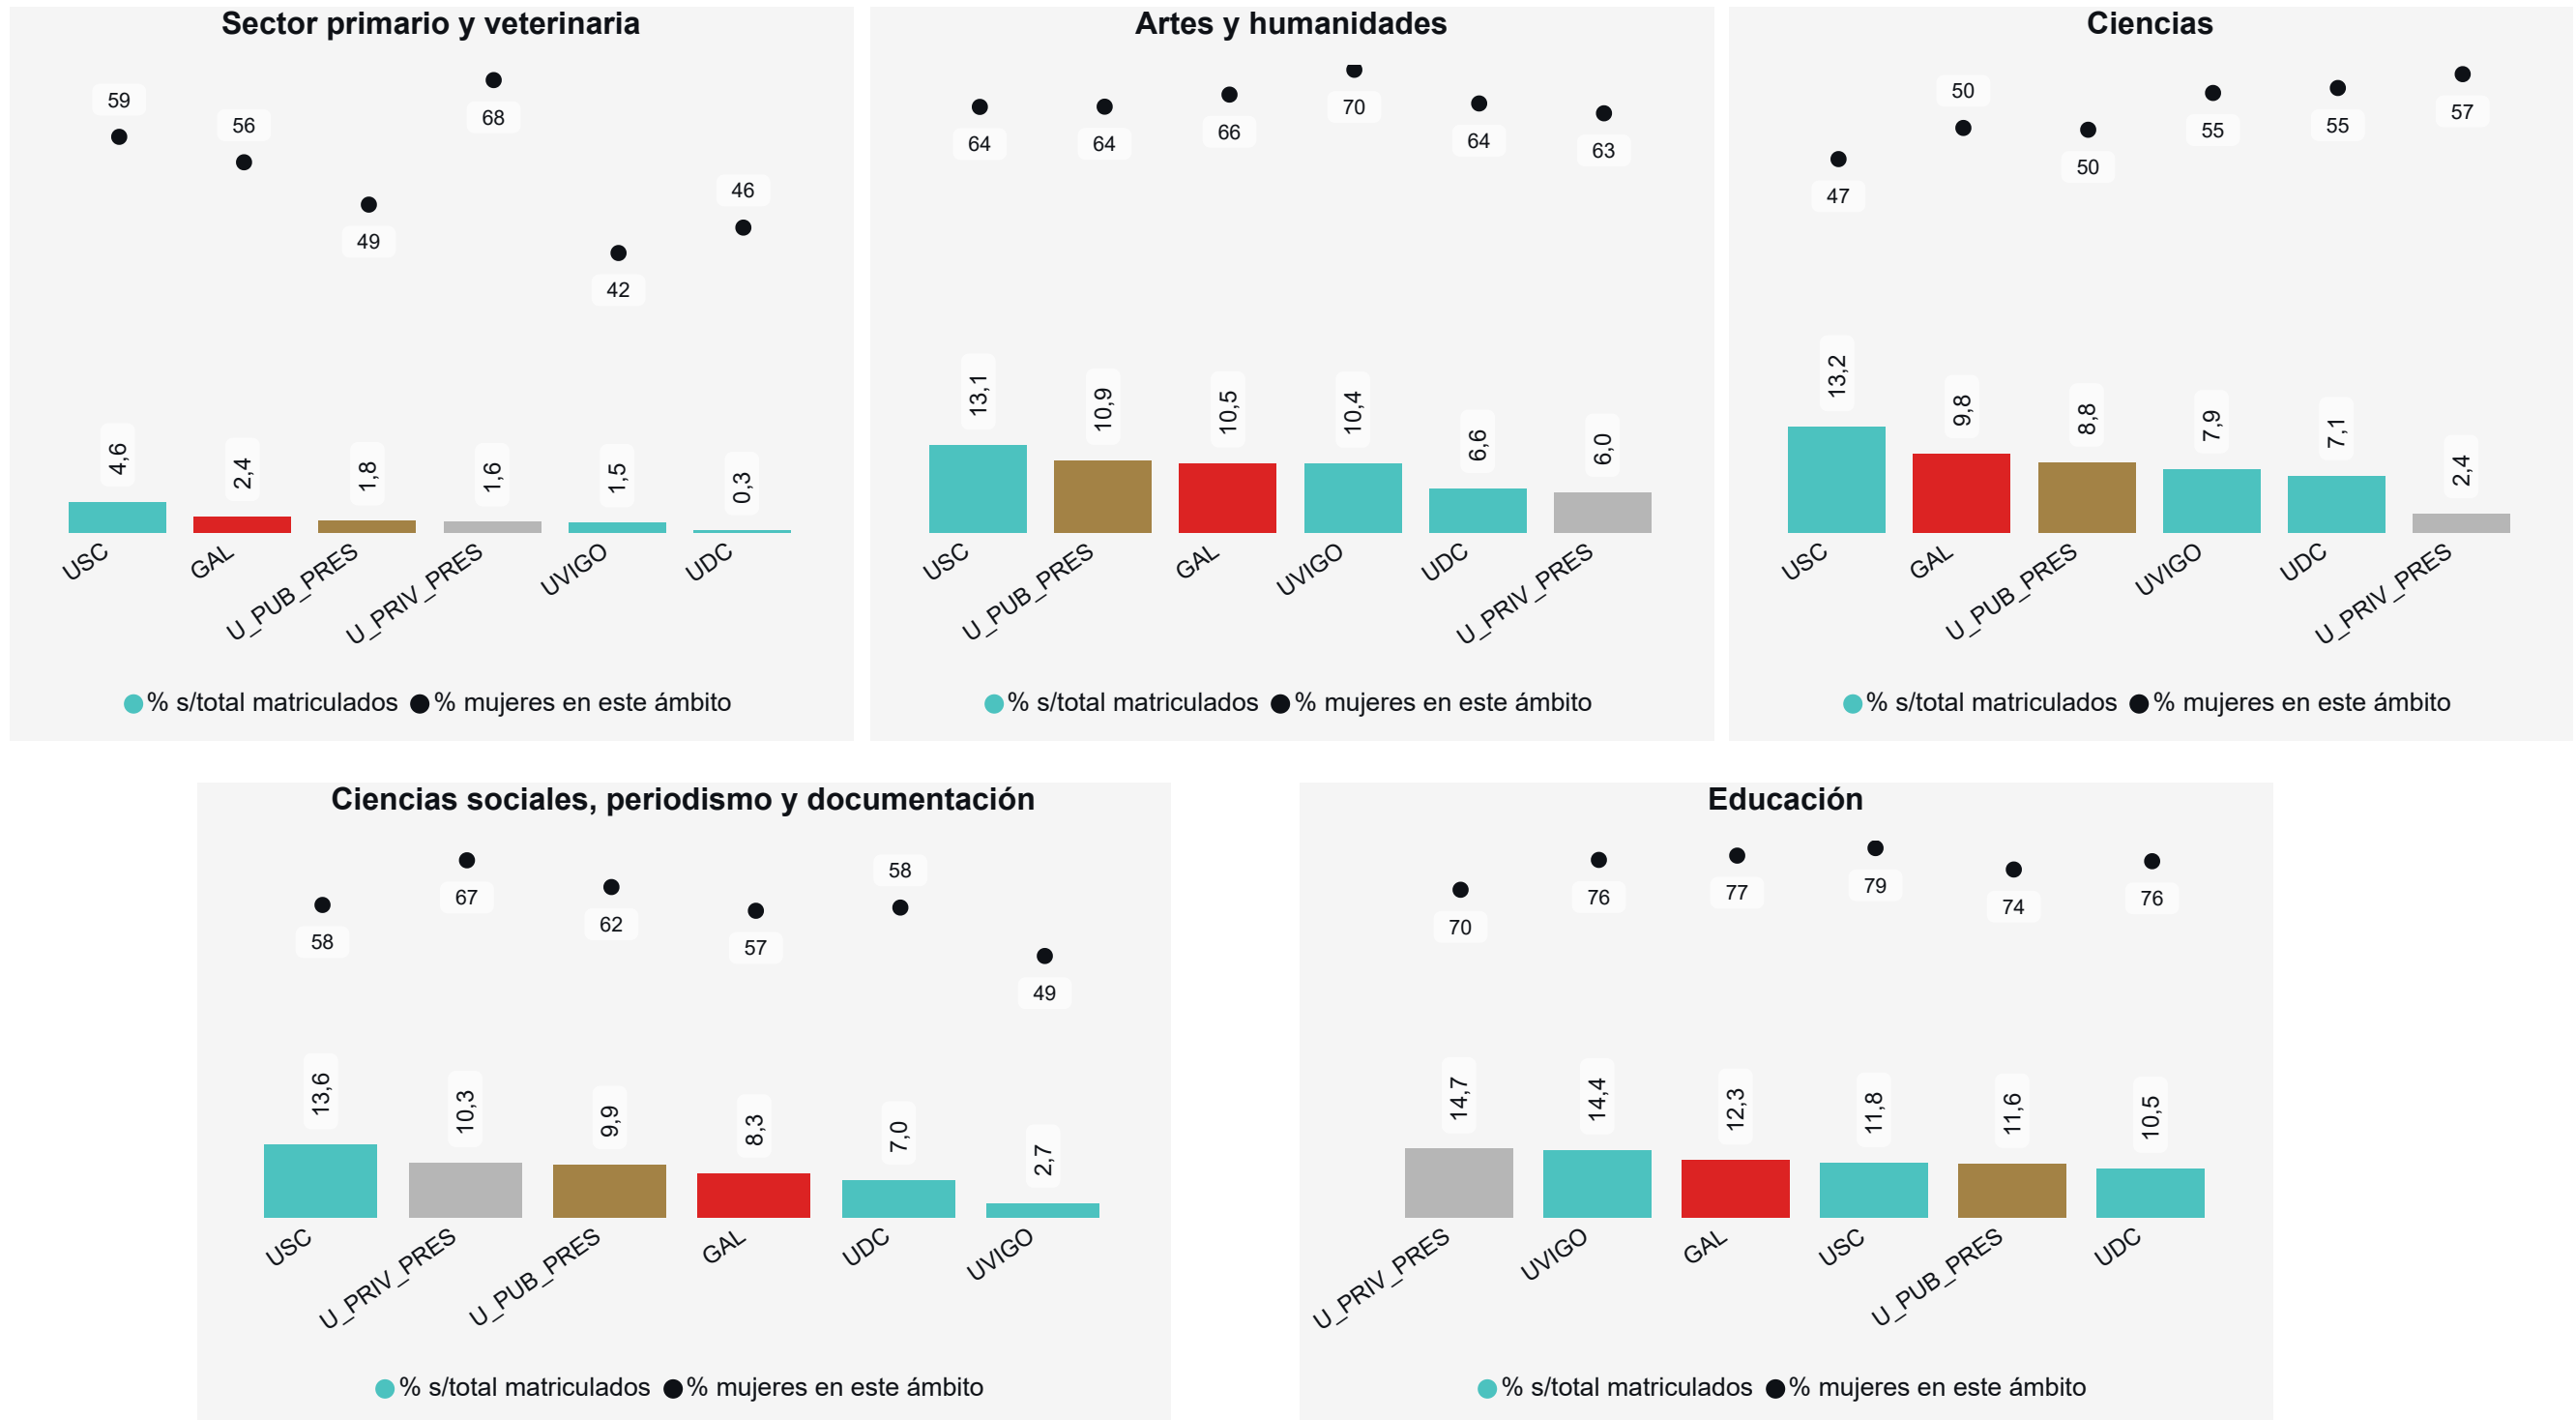 Sector primario y veterinaria
59
56
49
68
42
46
4,6
2,4
1,8
1,6
1,5
0,3
USC
GAL
U_PUB_PRES
U_PRIV_PRES
UVIGO
UDC
% s/total matriculados % mujeres en este ámbito
Artes y humanidades
64
64
66
70
64
63
13,1
10,9
10,5
10,4
6,6
6,0
USC
U_PUB_PRES
GAL
UVIGO
UDC
U_PRIV_PRES
% s/total matriculados % mujeres en este ámbito
Ciencias
47
50
50
55
55
57
13,2
9,8
8,8
7,9
7,1
2,4
USC
GAL
U_PUB_PRES
UVIGO
UDC
U_PRIV_PRES
% s/total matriculados % mujeres en este ámbito
Ciencias sociales, periodismo y documentación
58
67
62
57
58
49
13,6
10,3
9,9
8,3
7,0
2,7
USC
U_PRIV_PRES
U_PUB_PRES
GAL
UDC
UVIGO
% s/total matriculados % mujeres en este ámbito
Educación
70
76
77
79
74
76
14,7
14,4
12,3
11,8
11,6
10,5
U_PRIV_PRES
UVIGO
GAL
USC
U_PUB_PRES
UDC
% s/total matriculados % mujeres en este ámbito